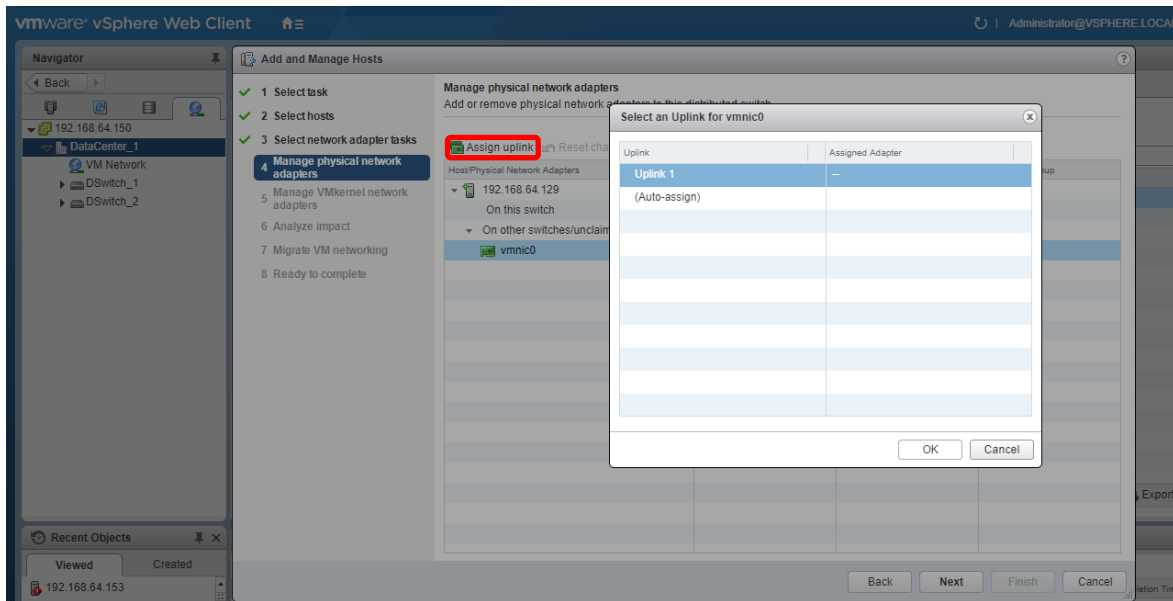 vmware® vSphere Web Client
Administrator@VSPHERE.LOCA
Navigator
Back
192.168.64.150
DataCenter_1
VM Network
DSwitch_1
DSwitch_2
Recent Objects
Viewed Created
192.168.64.153
Add and Manage Hosts
?
1 Select task
2 Select hosts
3 Select network adapter tasks
4 Manage physical network
adapters
5 Manage VMkernel network
adapters
6 Analyze impact
7 Migrate VM networking
8 Ready to complete
Manage physical network adapters
Add or remove physical network adapters to this distributed switch.
Assign uplink Reset cha
Host/Physical Network Adapters
oup
192.168.64.129
On this switch
On other switches/unclaim
vmnic0
Select an Uplink for vmnic0
Uplink Assigned Adapter
Uplink 1 --
(Auto-assign)
OK Cancel
Back Next Finish Cancel
Export
letion Tim